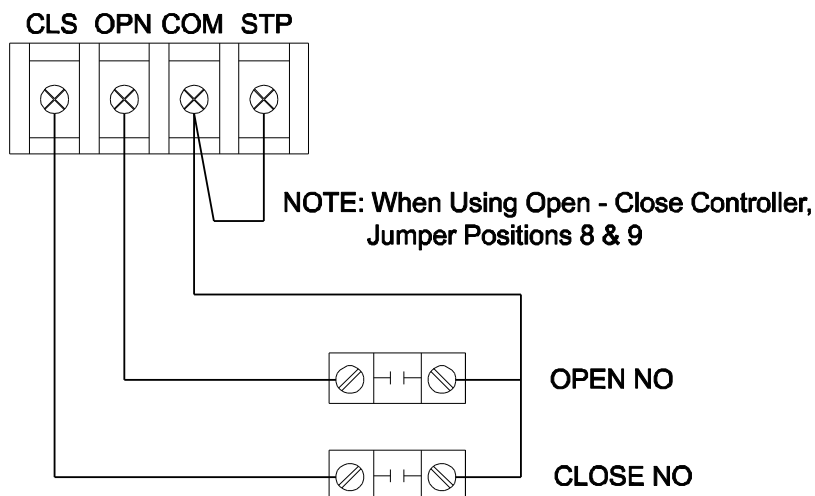 CLS OPN COM STP
NOTE: When Using Open - Close Controller,
Jumper Positions 8 & 9
OPEN NO
CLOSE NO